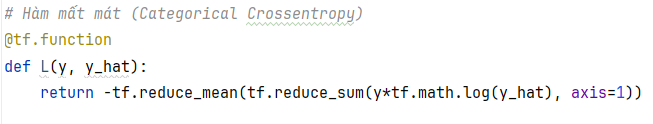 # Hàm mất mát (Categorical Crossentropy)
@tf.function
def L(y, y_hat):
    return -tf.reduce_mean(tf.reduce_sum(y*tf.math.log(y_hat), axis=1))